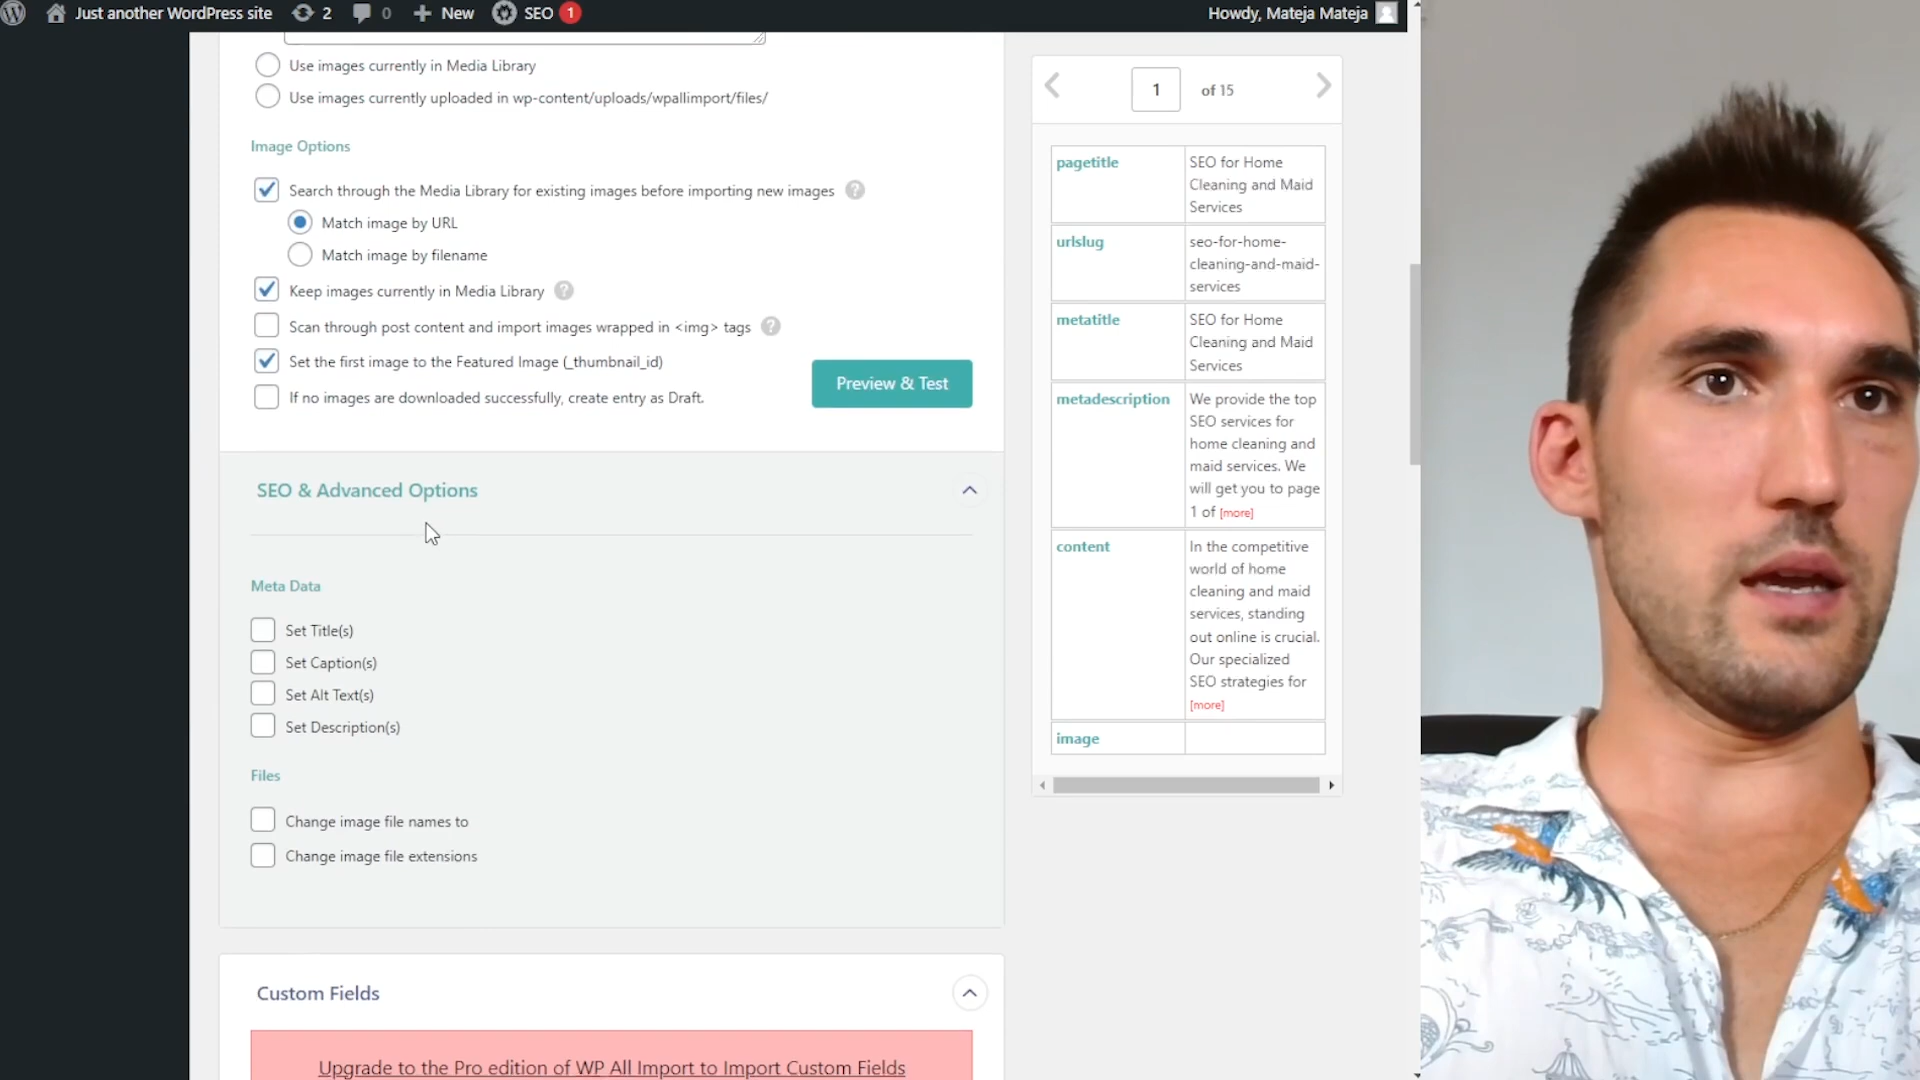 Just another WordPress site 2 0 New SEO 1 Howdy, Mateja Mateja
Use images currently in Media Library
Use images currently uploaded in wp-content/uploads/wpallimport/files/
Image Options
Search through the Media Library for existing images before importing new images ?
Match image by URL
Match image by filename
Keep images currently in Media Library ?
Scan through post content and import images wrapped in <img> tags ?
Set the first image to the Featured Image (_thumbnail_id)
If no images are downloaded successfully, create entry as Draft.
Preview & Test
SEO & Advanced Options
Meta Data
Set Title(s)
Set Caption(s)
Set Alt Text(s)
Set Description(s)
Files
Change image file names to
Change image file extensions
Custom Fields
Upgrade to the Pro edition of WP All Import to Import Custom Fields
1 of 15
pagetitle
SEO for Home
Cleaning and Maid
Services
urlslug
seo-for-home-
cleaning-and-maid-
services
metatitle
SEO for Home
Cleaning and Maid
Services
metadescription
We provide the top
SEO services for
home cleaning and
maid services. We
will get you to page
1 of [more]
content
In the competitive
world of home
cleaning and maid
services, standing
out online is crucial.
Our specialized
SEO strategies for
[more]
image